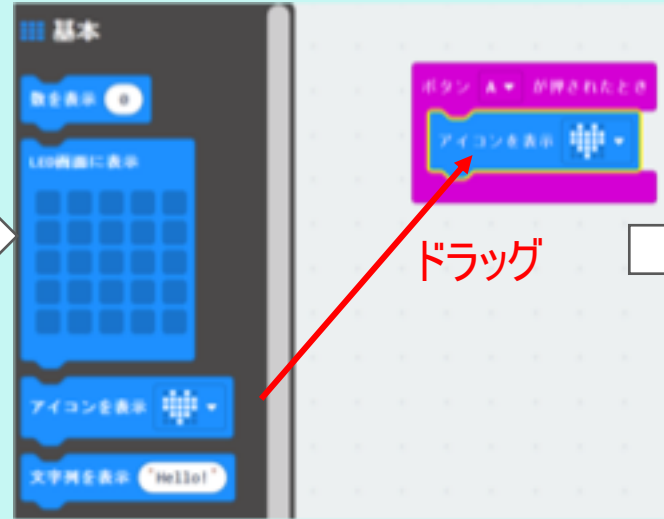 基本
数を表示 0
LED画面に表示
アイコンを表示
文字列を表示 "Hello!"
ボタン A が押されたとき
アイコンを表示
ドラッグ